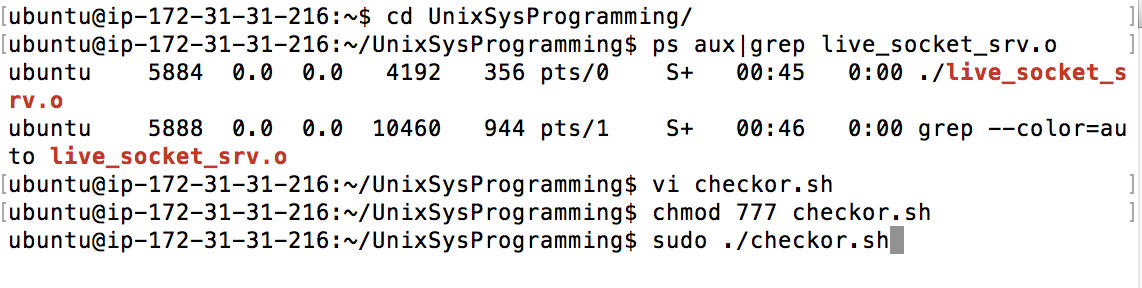 [ubuntu@ip-172-31-31-216:~$ cd UnixSysProgramming/ ]
[ubuntu@ip-172-31-31-216:~/UnixSysProgramming$ ps aux|grep live_socket_srv.o ]
ubuntu    5884  0.0  0.0   4192   356 pts/0    S+   00:45   0:00 ./live_socket_s
rv.o
ubuntu    5888  0.0  0.0  10460   944 pts/1    S+   00:46   0:00 grep --color=au
to live_socket_srv.o
[ubuntu@ip-172-31-31-216:~/UnixSysProgramming$ vi checkor.sh ]
[ubuntu@ip-172-31-31-216:~/UnixSysProgramming$ chmod 777 checkor.sh ]
ubuntu@ip-172-31-31-216:~/UnixSysProgramming$ sudo ./checkor.sh